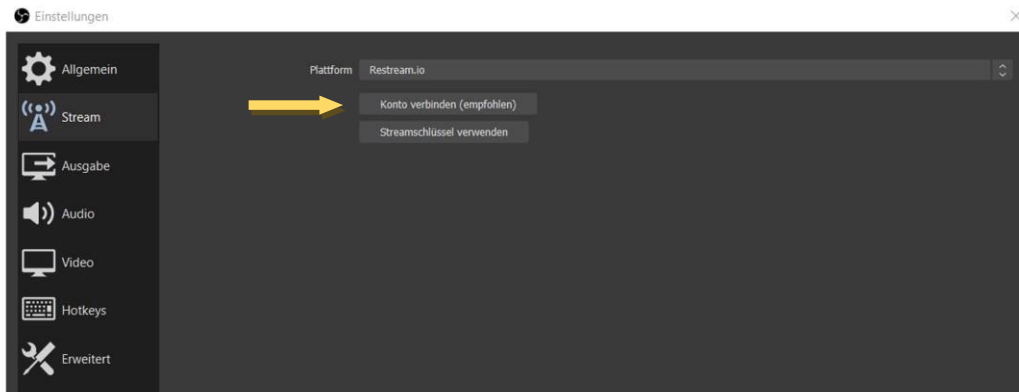 Einstellungen
Allgemein
Stream
Ausgabe
Audio
Video
Hotkeys
Erweitert
Plattform Restream.io
Konto verbinden (empfohlen)
Streamschlüssel verwenden